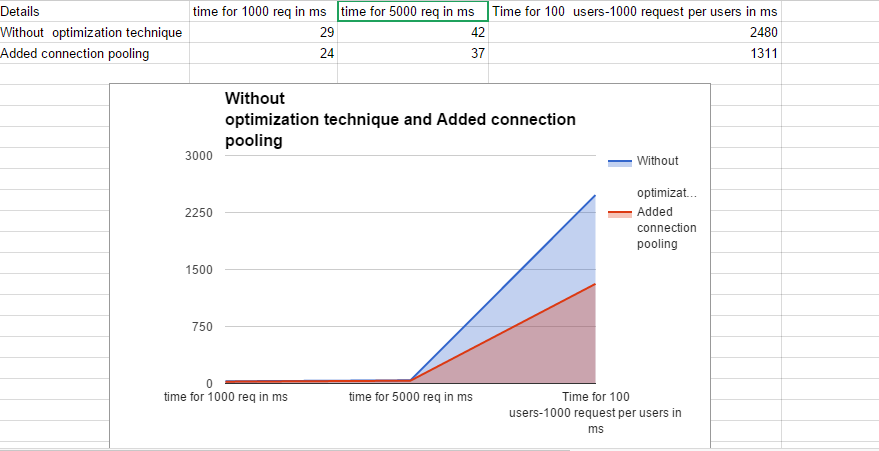 Details time for 1000 req in ms time for 5000 req in ms Time for 100 users-1000 request per users in ms
Without optimization technique 29 42 2480
Added connection pooling 24 37 1311
Without
optimization technique and Added connection
pooling
3000
2250
1500
750
0
time for 1000 req in ms time for 5000 req in ms Time for 100
users-1000 request per users in
ms
Without
optimizat...
Added
connection
pooling